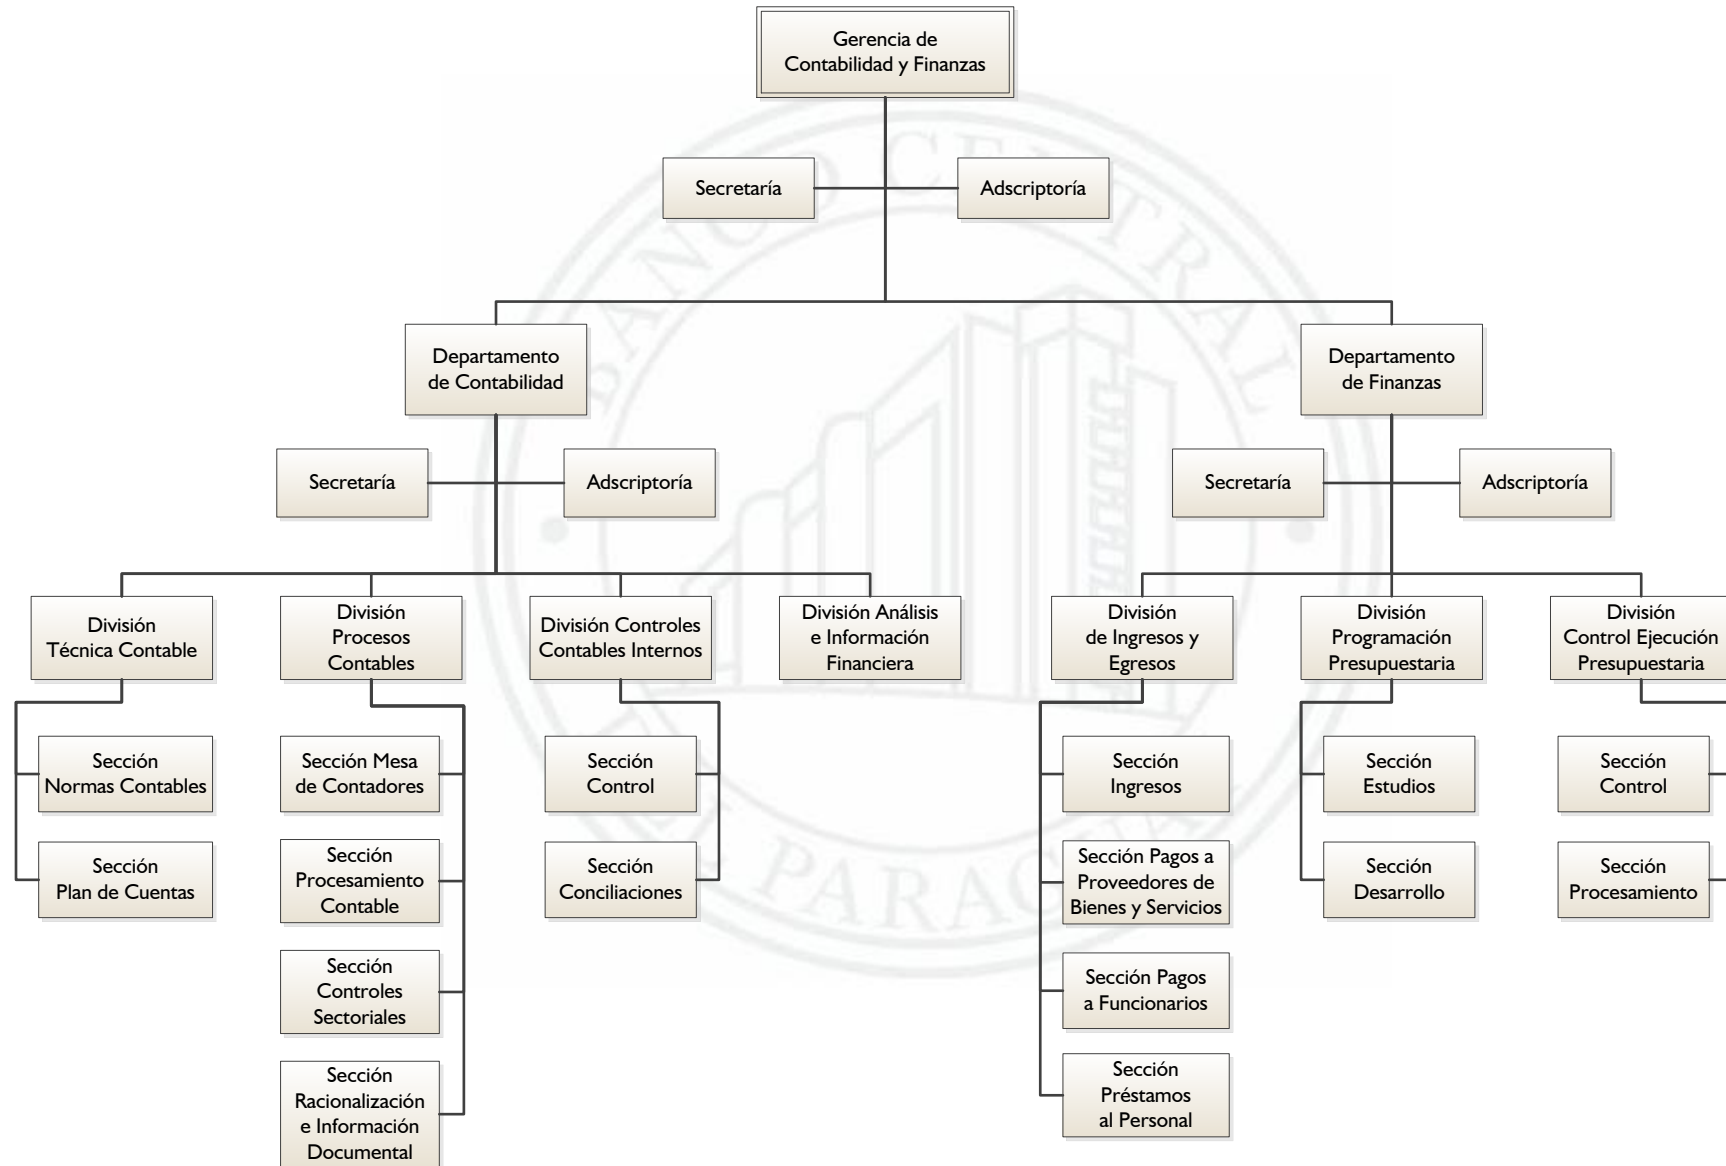 Gerencia de
Contabilidad y Finanzas
Secretaría
Adscriptoría
Departamento
de Contabilidad
Departamento
de Finanzas
Secretaría
Adscriptoría
Secretaría
Adscriptoría
División
Técnica Contable
División
Procesos
Contables
División Controles
Contables Internos
División Análisis
e Información
Financiera
División
de Ingresos y
Egresos
División
Programación
Presupuestaria
División
Control Ejecución
Presupuestaria
Sección
Normas Contables
Sección Mesa
de Contadores
Sección
Control
Sección
Ingresos
Sección
Estudios
Sección
Control
Sección
Plan de Cuentas
Sección
Procesamiento
Contable
Sección
Conciliaciones
Sección Pagos a
Proveedores de
Bienes y Servicios
Sección
Desarrollo
Sección
Procesamiento
Sección
Controles
Sectoriales
Sección Pagos
a Funcionarios
Sección
Racionalización
e Información
Documental
Sección
Préstamos
al Personal
BANCO CENTRAL
DEL PARAGUAY